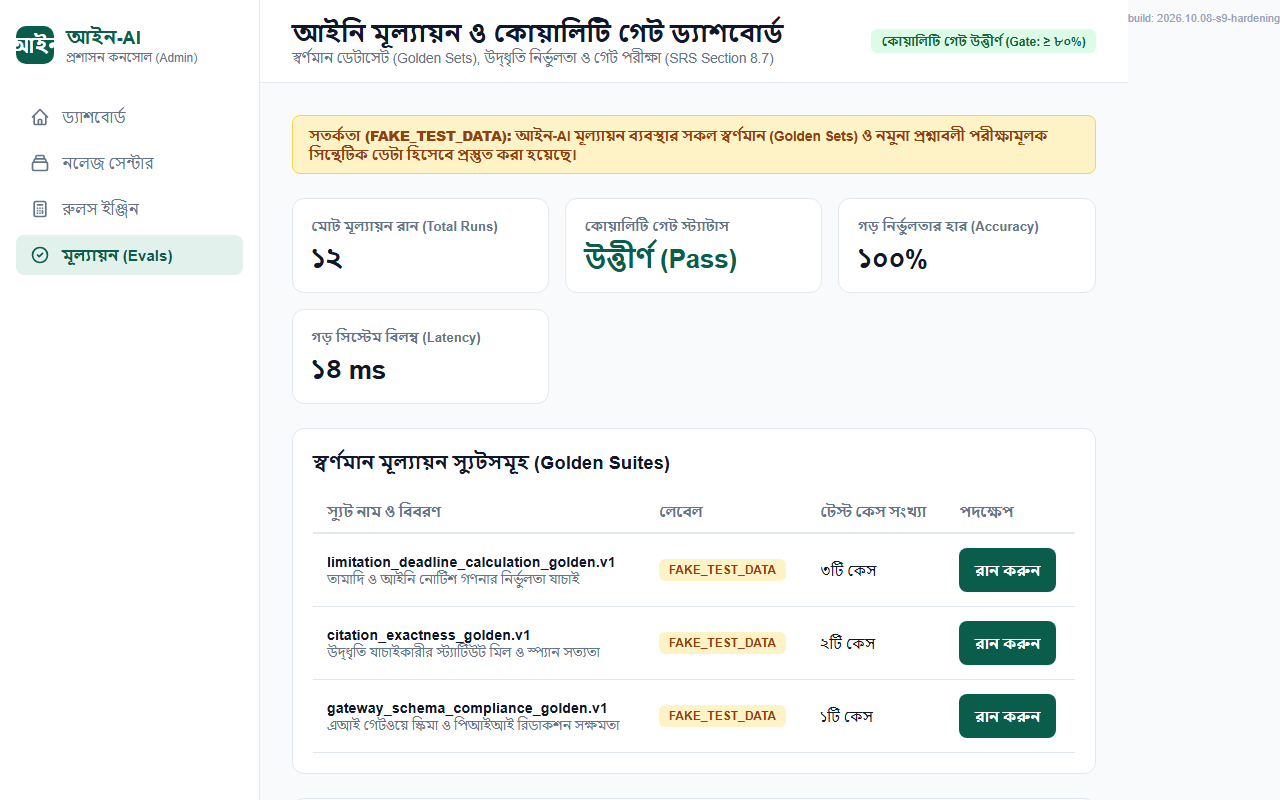 আইন
আইন-AI
প্রশাসন কনসোল (Admin)
ড্যাশবোর্ড
নলেজ সেন্টার
রুলস ইঞ্জিন
মূল্যায়ন (Evals)
আইনি মূল্যায়ন ও কোয়ালিটি গেট ড্যাশবোর্ড
স্বর্ণমান ডেটাসেট (Golden Sets), উদ্ধৃতি নির্ভুলতা ও গেট পরীক্ষা (SRS Section 8.7)
কোয়ালিটি গেট উত্তীর্ণ (Gate: ≥ ৮০%)
build: 2026.10.08-s9-hardening
সতর্কতা (FAKE_TEST_DATA): আইন-AI মূল্যায়ন ব্যবস্থার সকল স্বর্ণমান (Golden Sets) ও নমুনা প্রশ্নাবলী পরীক্ষামূলক
সিন্থেটিক ডেটা হিসেবে প্রস্তুত করা হয়েছে।
মোট মূল্যায়ন রান (Total Runs)
১২
কোয়ালিটি গেট স্ট্যাটাস
উত্তীর্ণ (Pass)
গড় নির্ভুলতার হার (Accuracy)
১০০%
গড় সিস্টেম বিলম্ব (Latency)
১৪ ms
স্বর্ণমান মূল্যায়ন স্যুটসমূহ (Golden Suites)
স্যুট নাম ও বিবরণ
লেবেল
টেস্ট কেস সংখ্যা
পদক্ষেপ
limitation_deadline_calculation_golden.v1
তামাদি ও আইনি নোটিশ গণনার নির্ভুলতা যাচাই
FAKE_TEST_DATA
৩টি কেস
রান করুন
citation_exactness_golden.v1
উদ্ধৃতি যাচাইকারীর স্ট্যাটিউট মিল ও স্প্যান সত্যতা
FAKE_TEST_DATA
২টি কেস
রান করুন
gateway_schema_compliance_golden.v1
এআই গেটওয়ে স্কিমা ও পিআইআই রিডাকশন সক্ষমতা
FAKE_TEST_DATA
১টি কেস
রান করুন